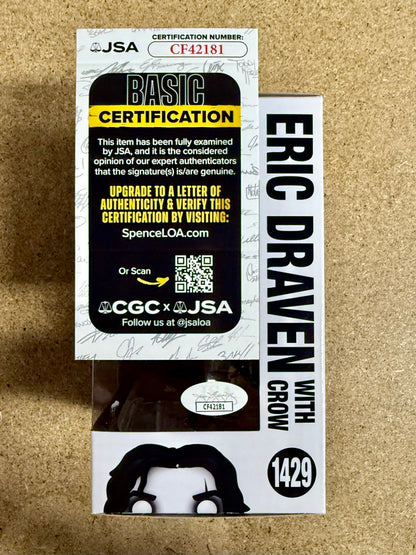 JSA
CERTIFICATION NUMBER:
CF42181
BASIC
CERTIFICATION
This item has been fully examined
by JSA, and it is the considered
opinion of our expert authenticators
that the signature(s) is/are genuine.
UPGRADE TO A LETTER OF
AUTHENTICITY & VERIFY THIS
CERTIFICATION BY VISITING:
SpenceLOA.com
Or Scan
CGC x JSA
Follow us at @jsaloa
CF42181
ERIC DRAVEN WITH
CROW
1429